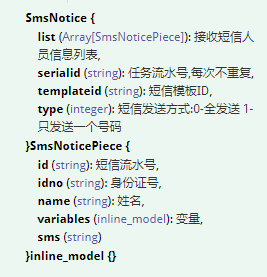 SmsNotice {
list (Array[SmsNoticePiece]): 接收短信人
员信息列表,
serialid (string): 任务流水号,每次不重复,
templateid (string): 短信模板ID,
type (integer): 短信发送方式:0-全发送 1-
只发送一个号码
}SmsNoticePiece {
id (string): 短信流水号,
idno (string): 身份证号,
name (string): 姓名,
variables (inline_model): 变量,
sms (string)
}inline_model {}